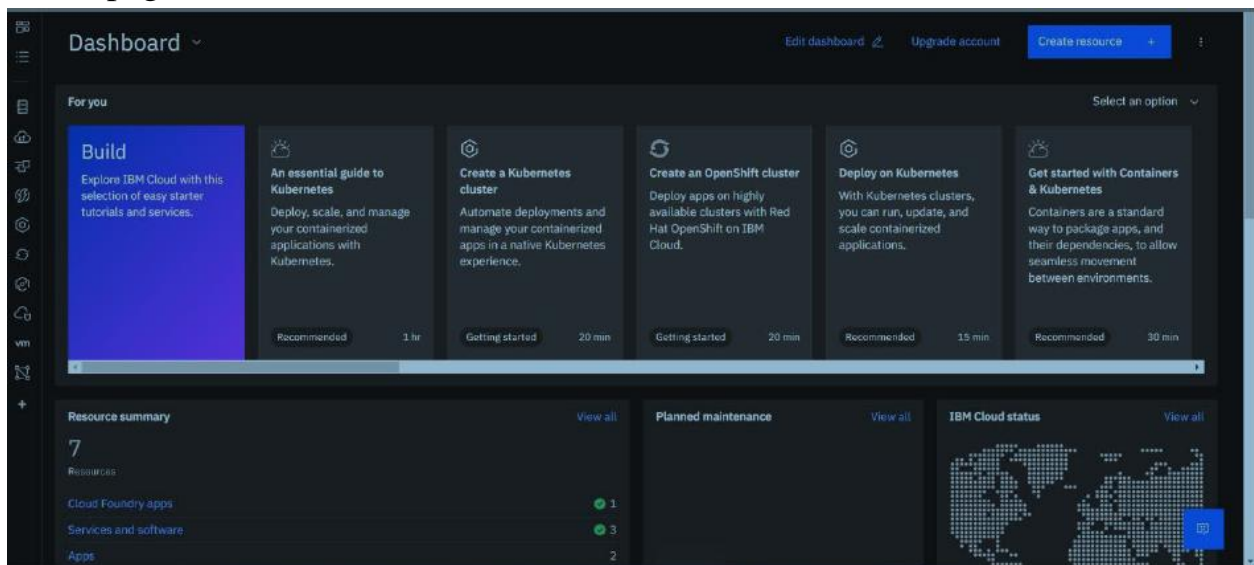 Dashboard
Edit dashboard
Upgrade account
Create resource +
For you
Select an option
Build
Explore IBM Cloud with this
selection of easy starter
tutorials and services.
An essential guide to
Kubernetes
Deploy, scale, and manage
your containerized
applications with
Kubernetes.
Recommended
1 hr
Create a Kubernetes
cluster
Automate deployments and
manage your containerized
apps in a native Kubernetes
experience.
Getting started
20 min
Create an OpenShift cluster
Deploy apps on highly
available clusters with Red
Hat OpenShift on IBM
Cloud.
Getting started
20 min
Deploy on Kubernetes
With Kubernetes clusters,
you can run, update, and
scale containerized
applications.
Recommended
15 min
Get started with Containers
& Kubernetes
Containers are a standard
way to package apps, and
their dependencies, to allow
seamless movement
between environments.
Recommended
30 min
vm
Resource summary
View all
7
Resources
Cloud Foundry apps
1
Services and software
3
Apps
2
Planned maintenance
View all
IBM Cloud status
View all